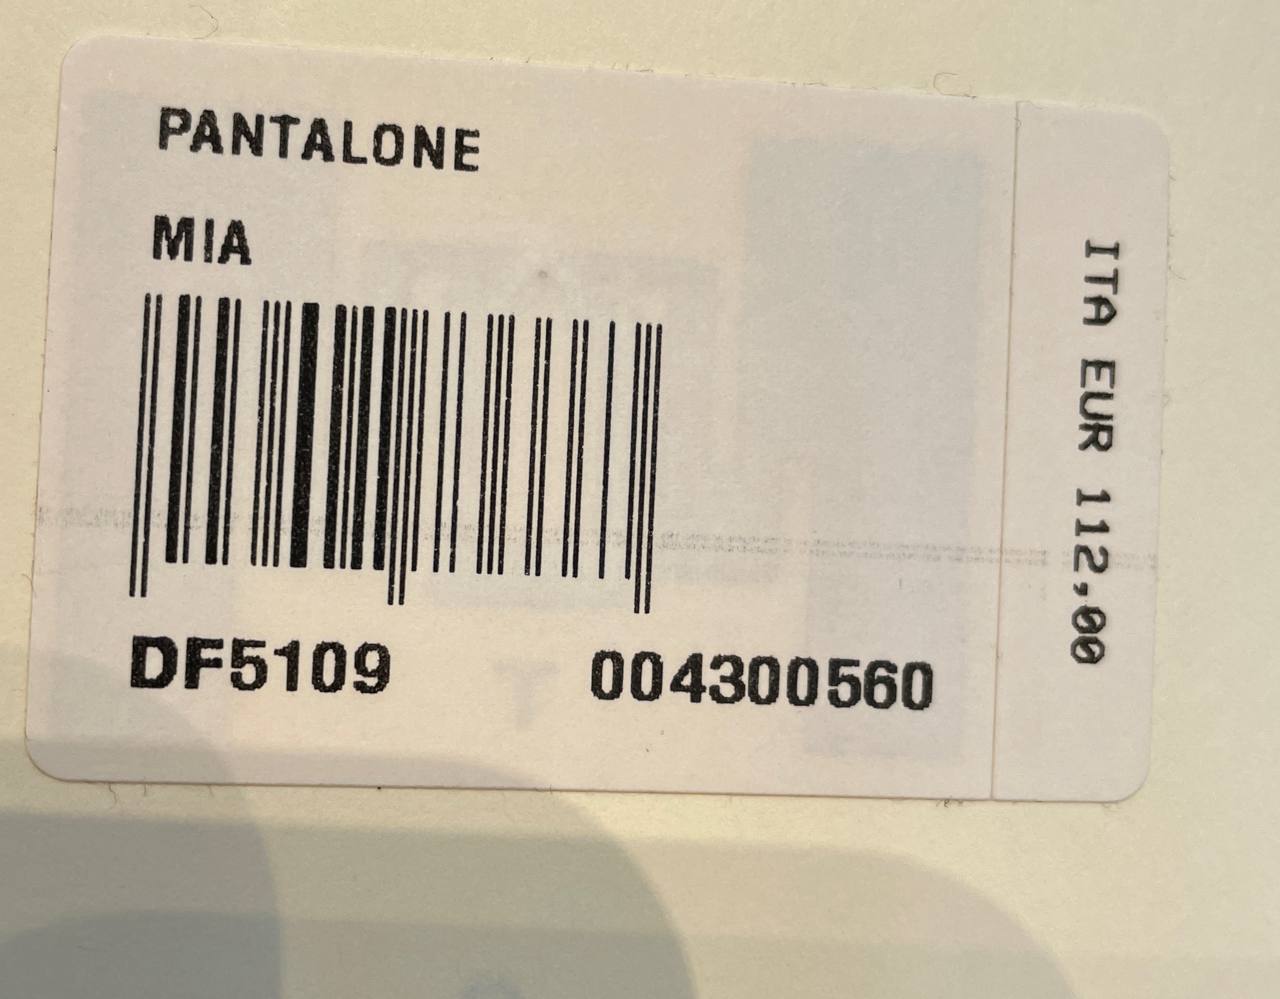 PANTALONE
MIA
DF5109 004300560
ITA EUR 112,00